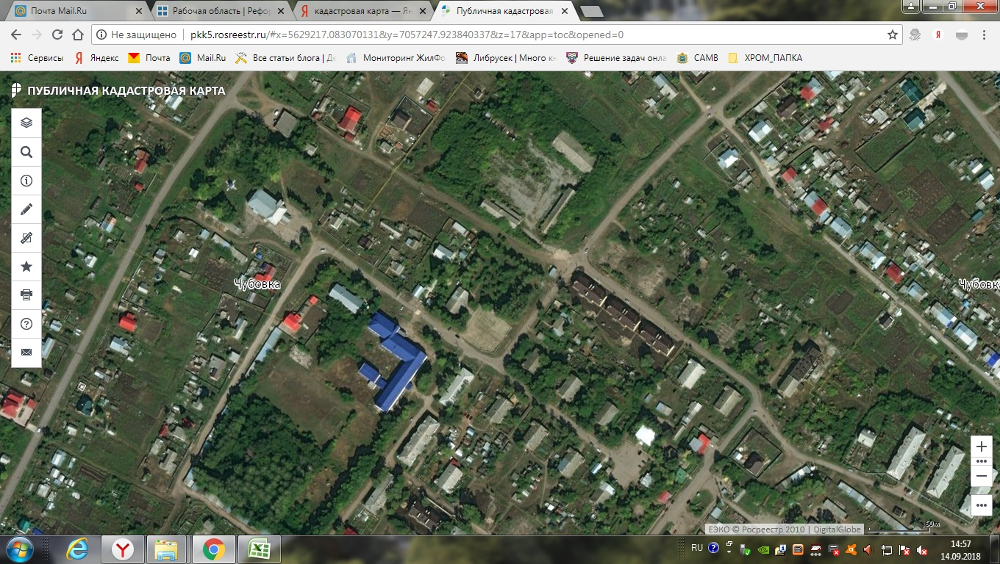 Почта Mail.Ru
Рабочая область | Рефор
кадастровая карта — Ян
Публичная кадастровая
Не защищено
pkk5.rosreestr.ru/#x=5629217.083070131&y=7057247.923840337&z=17&app=toc&opened=0
Сервисы
Яндекс
Почта
Mail.Ru
Все статьи блога | Де
Мониторинг ЖилФо
Либрусек | Много кн
Решение задач онла
САМВ
ХРОМ_ПАПКА
ПУБЛИЧНАЯ КАДАСТРОВАЯ КАРТА
Чубовка
Чубовка
60м
ЕЭКО © Росреестр 2010 | DigitalGlobe
RU
14:57
14.09.2018